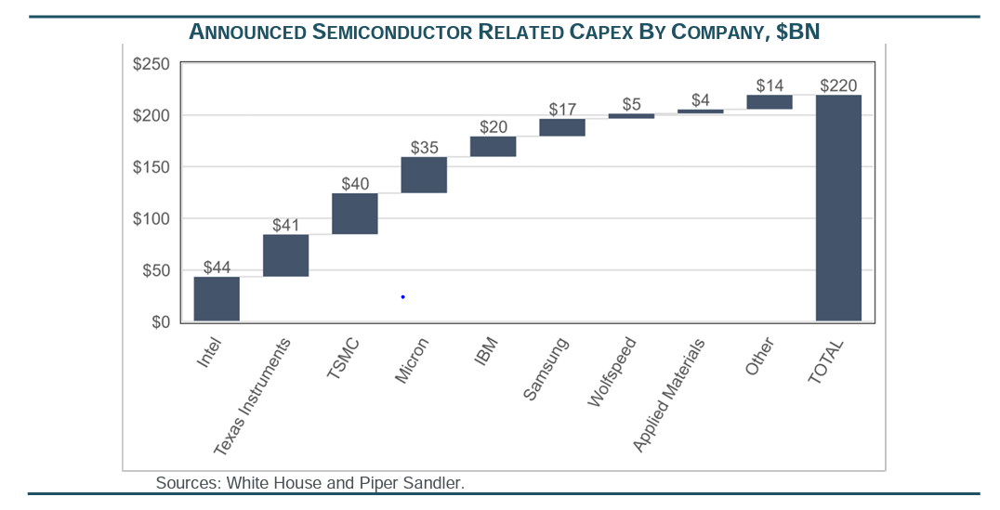 ANNOUNCED SEMICONDUCTOR RELATED CAPEX BY COMPANY, $BN
$250
$200
$150
$100
$50
$0
$44
$41
$40
$35
$20
$17
$5
$4
$14
$220
Intel
Texas Instruments
TSMC
Micron
IBM
Samsung
Wolfspeed
Applied Materials
Other
TOTAL
Sources: White House and Piper Sandler.